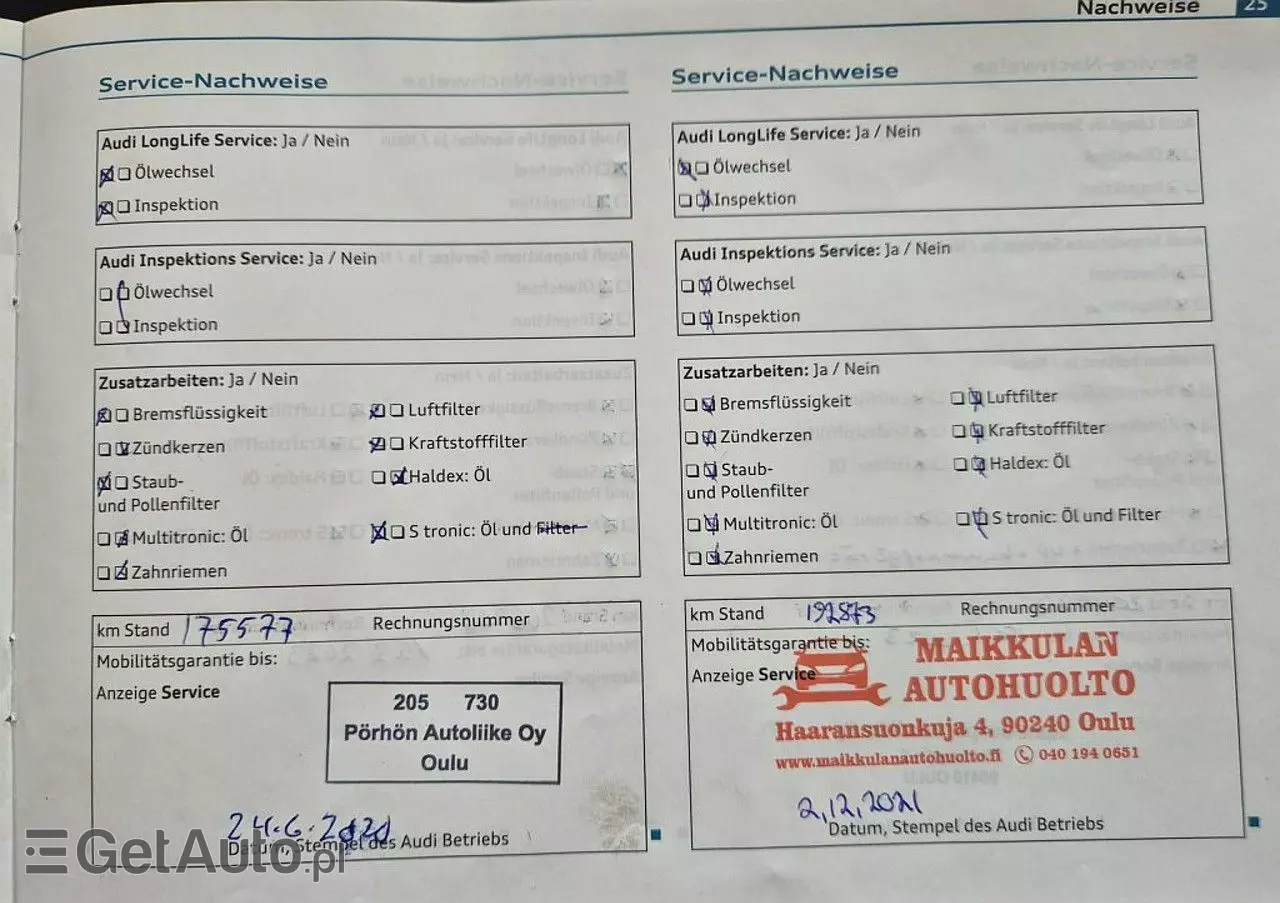 Nachweise 25
Service-Nachweise
Audi LongLife Service: Ja / Nein
Ölwechsel
Inspektion
Audi Inspektions Service: Ja / Nein
Ölwechsel
Inspektion
Zusatzarbeiten: Ja / Nein
Bremsflüssigkeit
Luftfilter
Zündkerzen
Kraftstofffilter
Staub-
und Pollenfilter
Haldex: Öl
Multitronic: Öl
S tronic: Öl und Filter
Zahnriemen
km Stand 175577 Rechnungsnummer
Mobilitätsgarantie bis:
Anzeige Service
205 730
Pörhön Autoliike Oy
Oulu
24.6.2020
Datum, Stempel des Audi Betriebs
Service-Nachweise
Audi LongLife Service: Ja / Nein
Ölwechsel
Inspektion
Audi Inspektions Service: Ja / Nein
Ölwechsel
Inspektion
Zusatzarbeiten: Ja / Nein
Bremsflüssigkeit
Luftfilter
Zündkerzen
Kraftstofffilter
Staub-
und Pollenfilter
Haldex: Öl
Multitronic: Öl
S tronic: Öl und Filter
Zahnriemen
km Stand 192873 Rechnungsnummer
Mobilitätsgarantie bis:
Anzeige Service
MAIKKULAN
AUTOHUOLTO
Haaransuonkuja 4, 90240 Oulu
www.maikkulanautohuolto.fi 040 194 0651
2,12,2021
Datum, Stempel des Audi Betriebs
GetAuto.pl